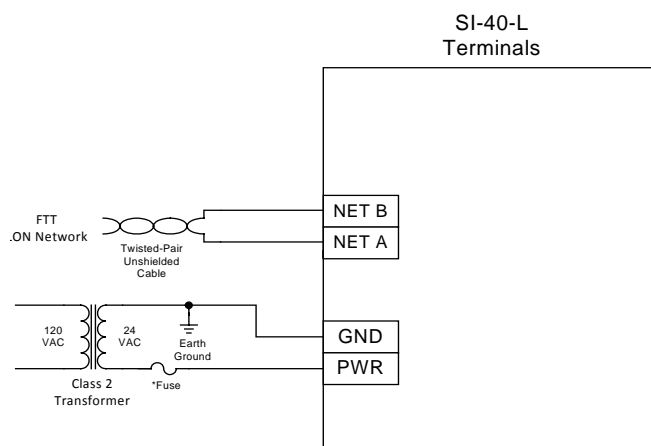 SI-40-L
Terminals
NET B
NET A
FTT
.ON Network
Twisted-Pair
Unshielded
Cable
GND
PWR
120
VAC
24
VAC
Earth
Ground
*Fuse
Class 2
Transformer